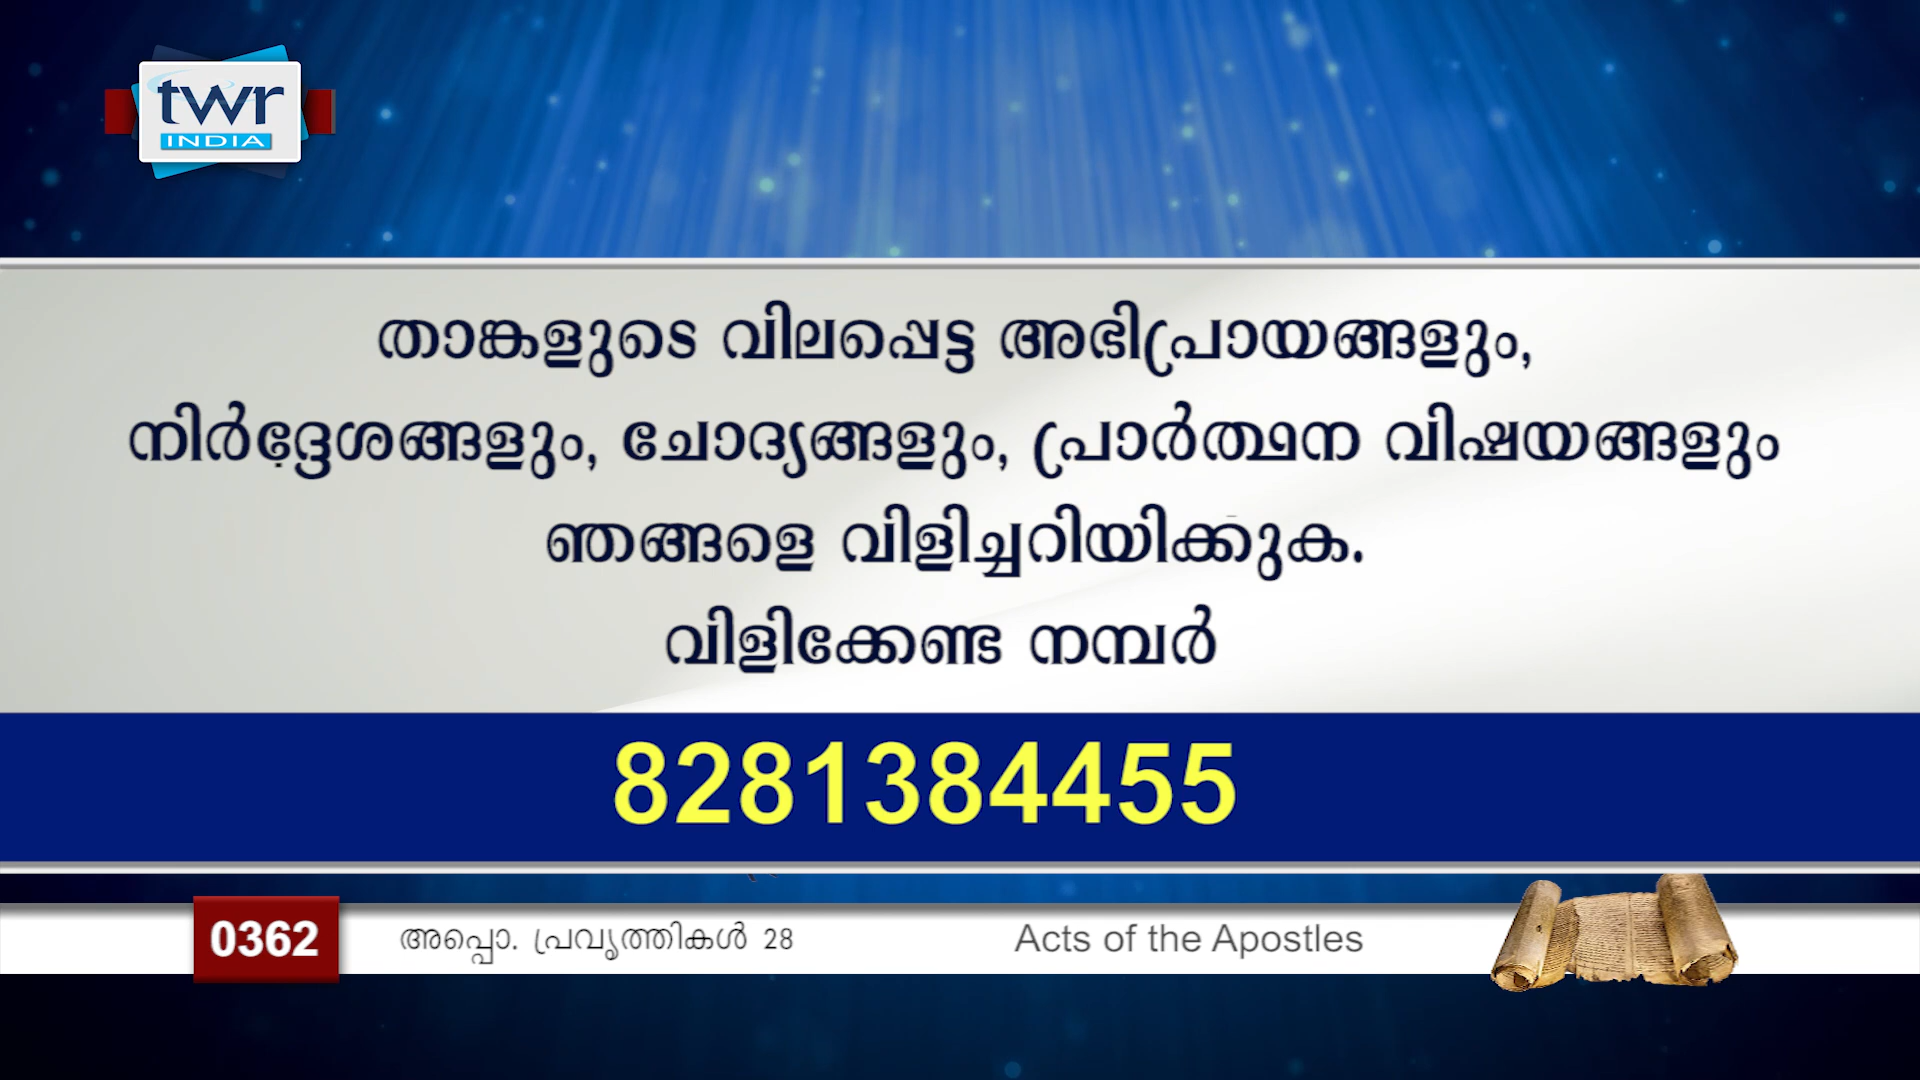 twr
INDIA
താങ്കളുടെ വിലപ്പെട്ട അഭിപ്രായങ്ങളും,
നിർദ്ദേശങ്ങളും, ചോദ്യങ്ങളും, പ്രാർത്ഥന വിഷയങ്ങളും
ഞങ്ങളെ വിളിച്ചറിയിക്കുക.
വിളിക്കേണ്ട നമ്പർ
8281384455
0362 അപ്പൊ. പ്രവൃത്തികൾ 28 Acts of the Apostles